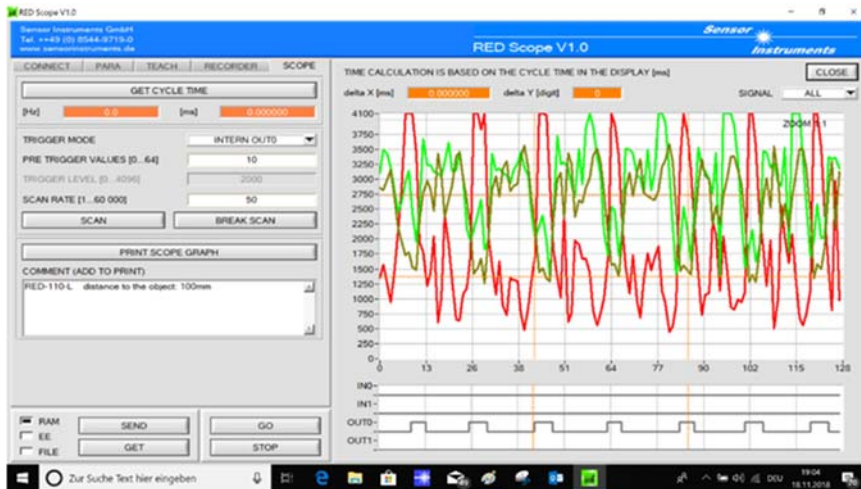 RED Scope V1.0
Sensor Instruments GmbH
Tel. ++49 (0) 8544-9719-0
www.sensorinstruments.de
RED Scope V1.0
Sensor Instruments
CONNECT PARA TEACH RECORDER SCOPE
GET CYCLE TIME
[Hz] 0.0 [ms] 0.000000
TRIGGER MODE INTERN OUT0
PRE TRIGGER VALUES [0...64] 10
TRIGGER LEVEL [0...4096] 2000
SCAN RATE [1...60 000] 50
SCAN BREAK SCAN
PRINT SCOPE GRAPH
COMMENT (ADD TO PRINT)
RED-110-L distance to the object: 100mm
RAM
EE
FILE
SEND GO
GET STOP
TIME CALCULATION IS BASED ON THE CYCLE TIME IN THE DISPLAY [ms]
CLOSE
delta X [ms] 0.000000 delta Y [digit] 0 SIGNAL ALL
ZOOM 1:1
4100
3750
3500
3250
3000
2750
2500
2250
2000
1750
1500
1250
1000
750
500
250
0
0 13 26 38 51 64 77 90 102 115 128
IN0
IN1
OUT0
OUT1
Zur Suche Text hier eingeben
DEU
19:04
18.11.2018